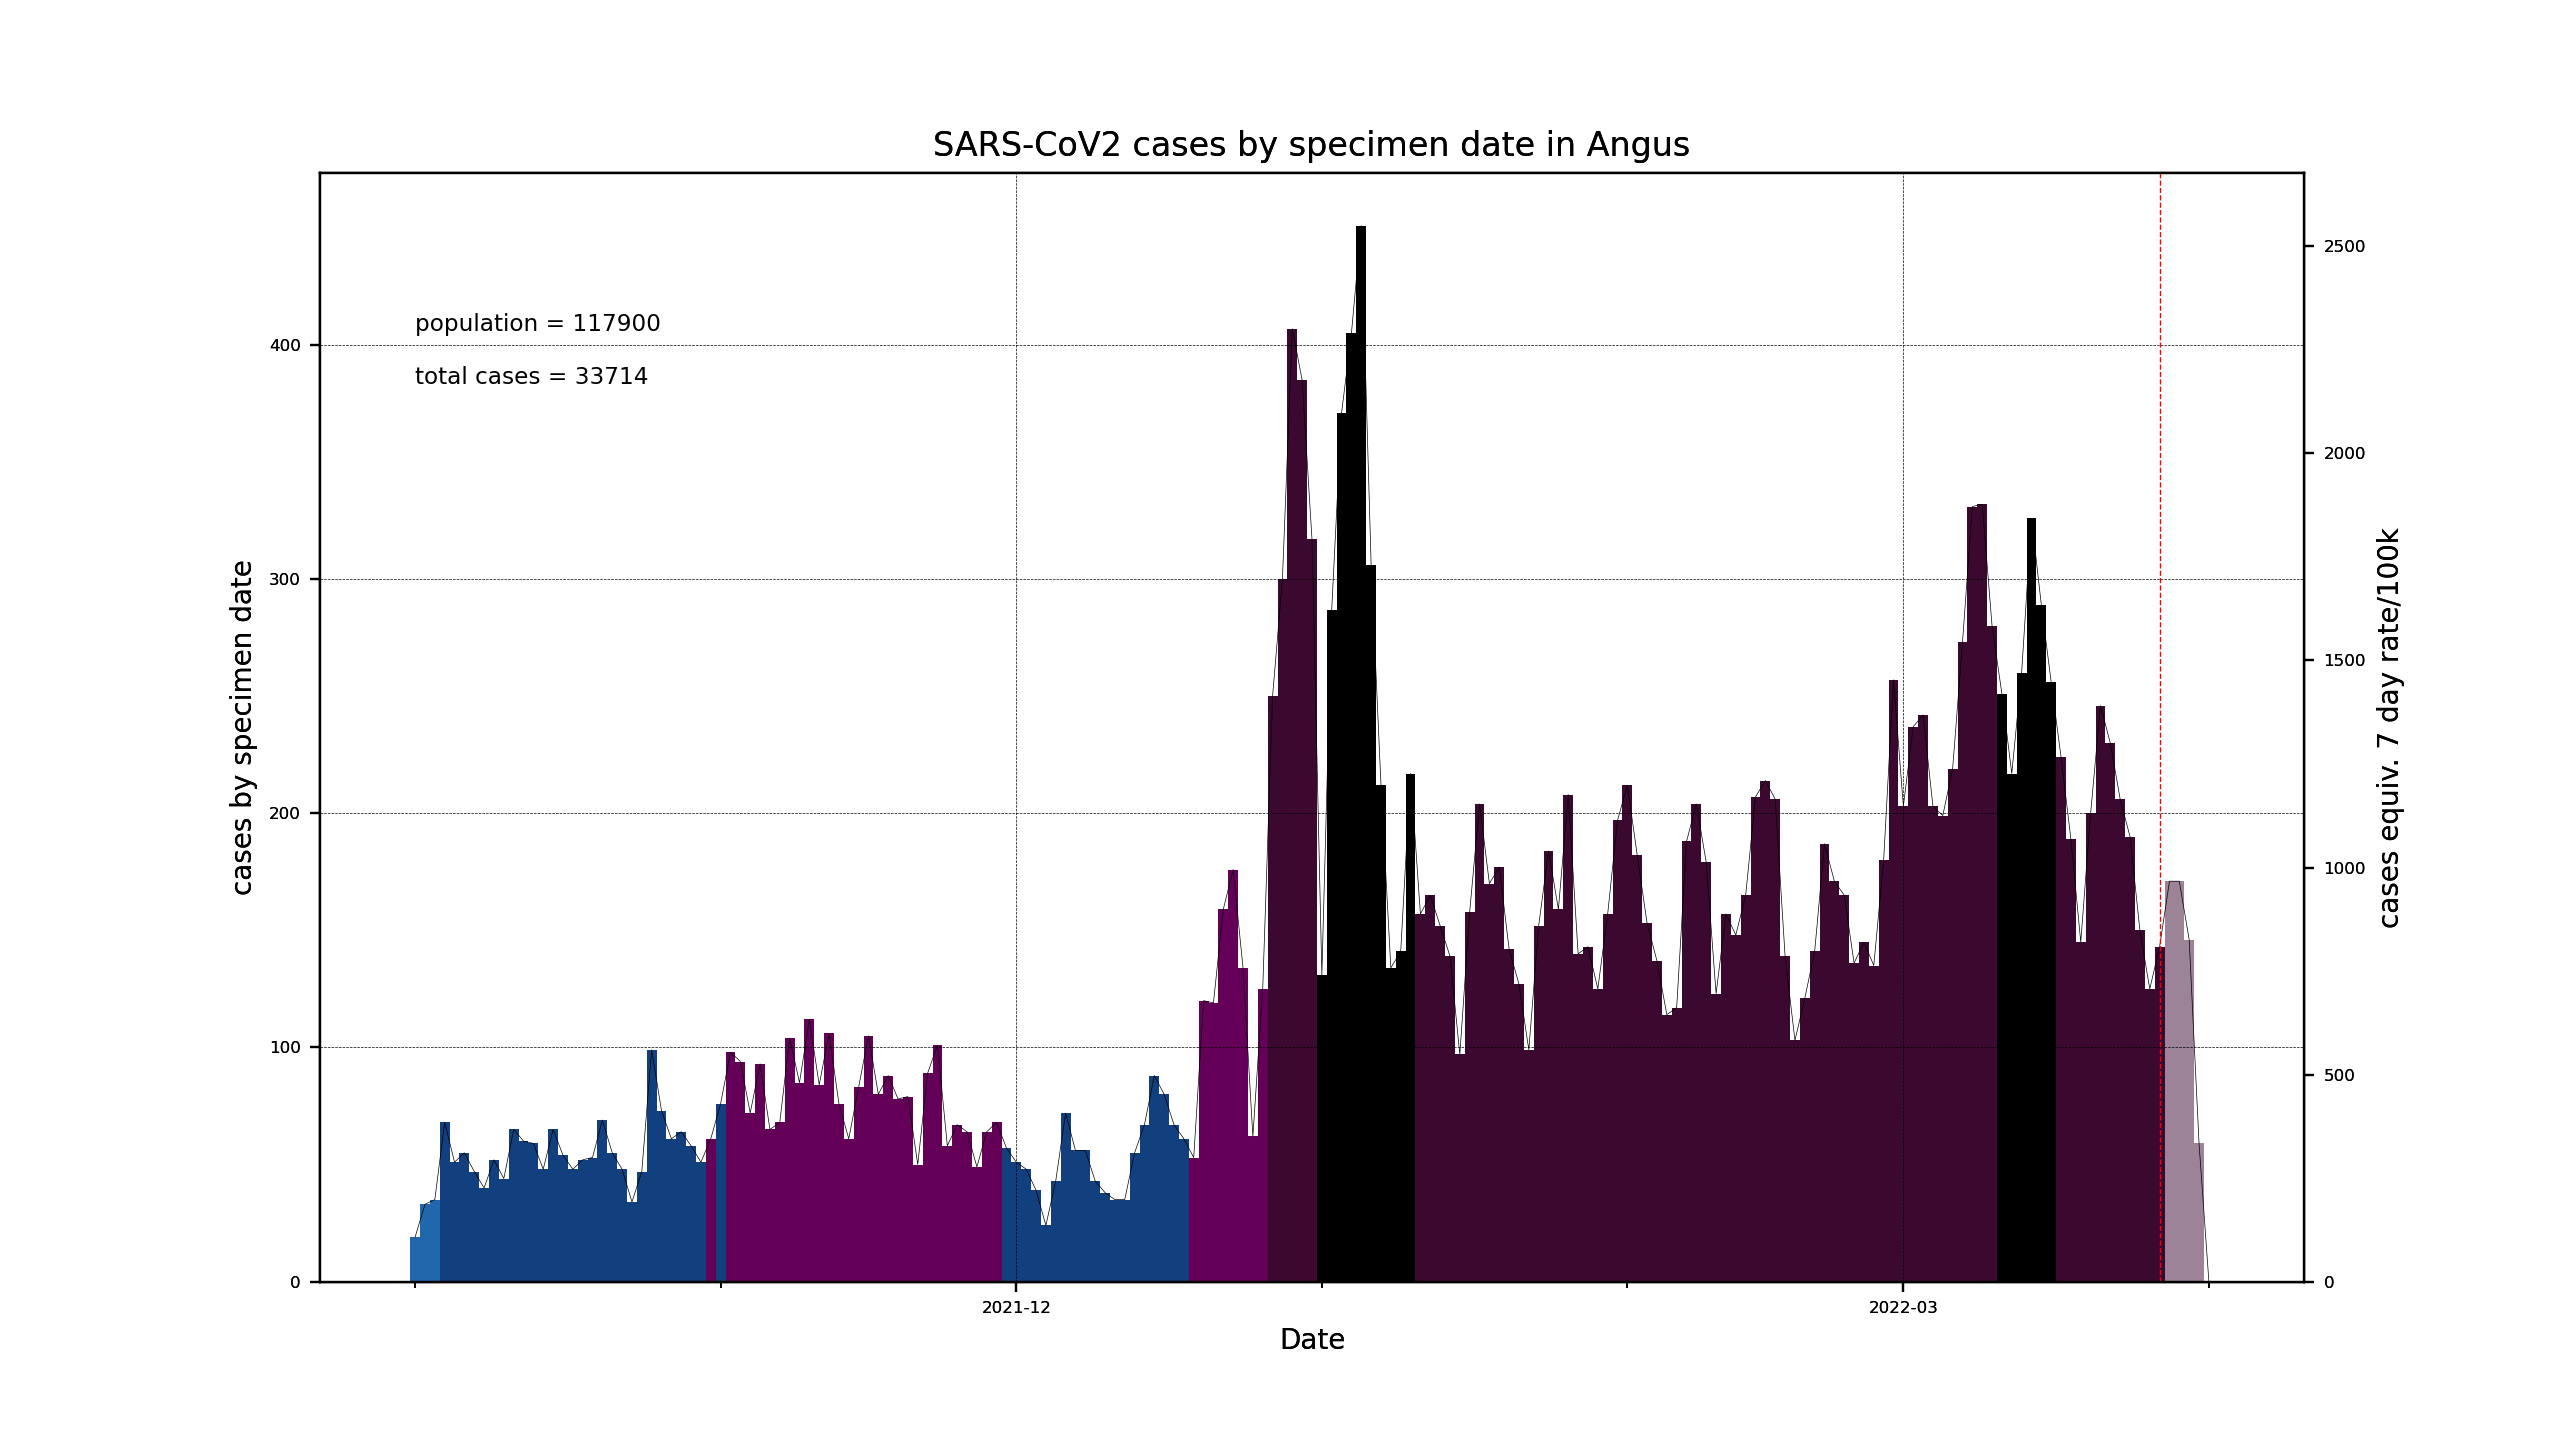 SARS-CoV2 cases by specimen date in Angus
population = 117900
total cases = 33714
cases by specimen date
400
300
200
100
0
2500
2000
1500
1000
500
0
cases equiv. 7 day rate/100k
2021-12
2022-03
Date